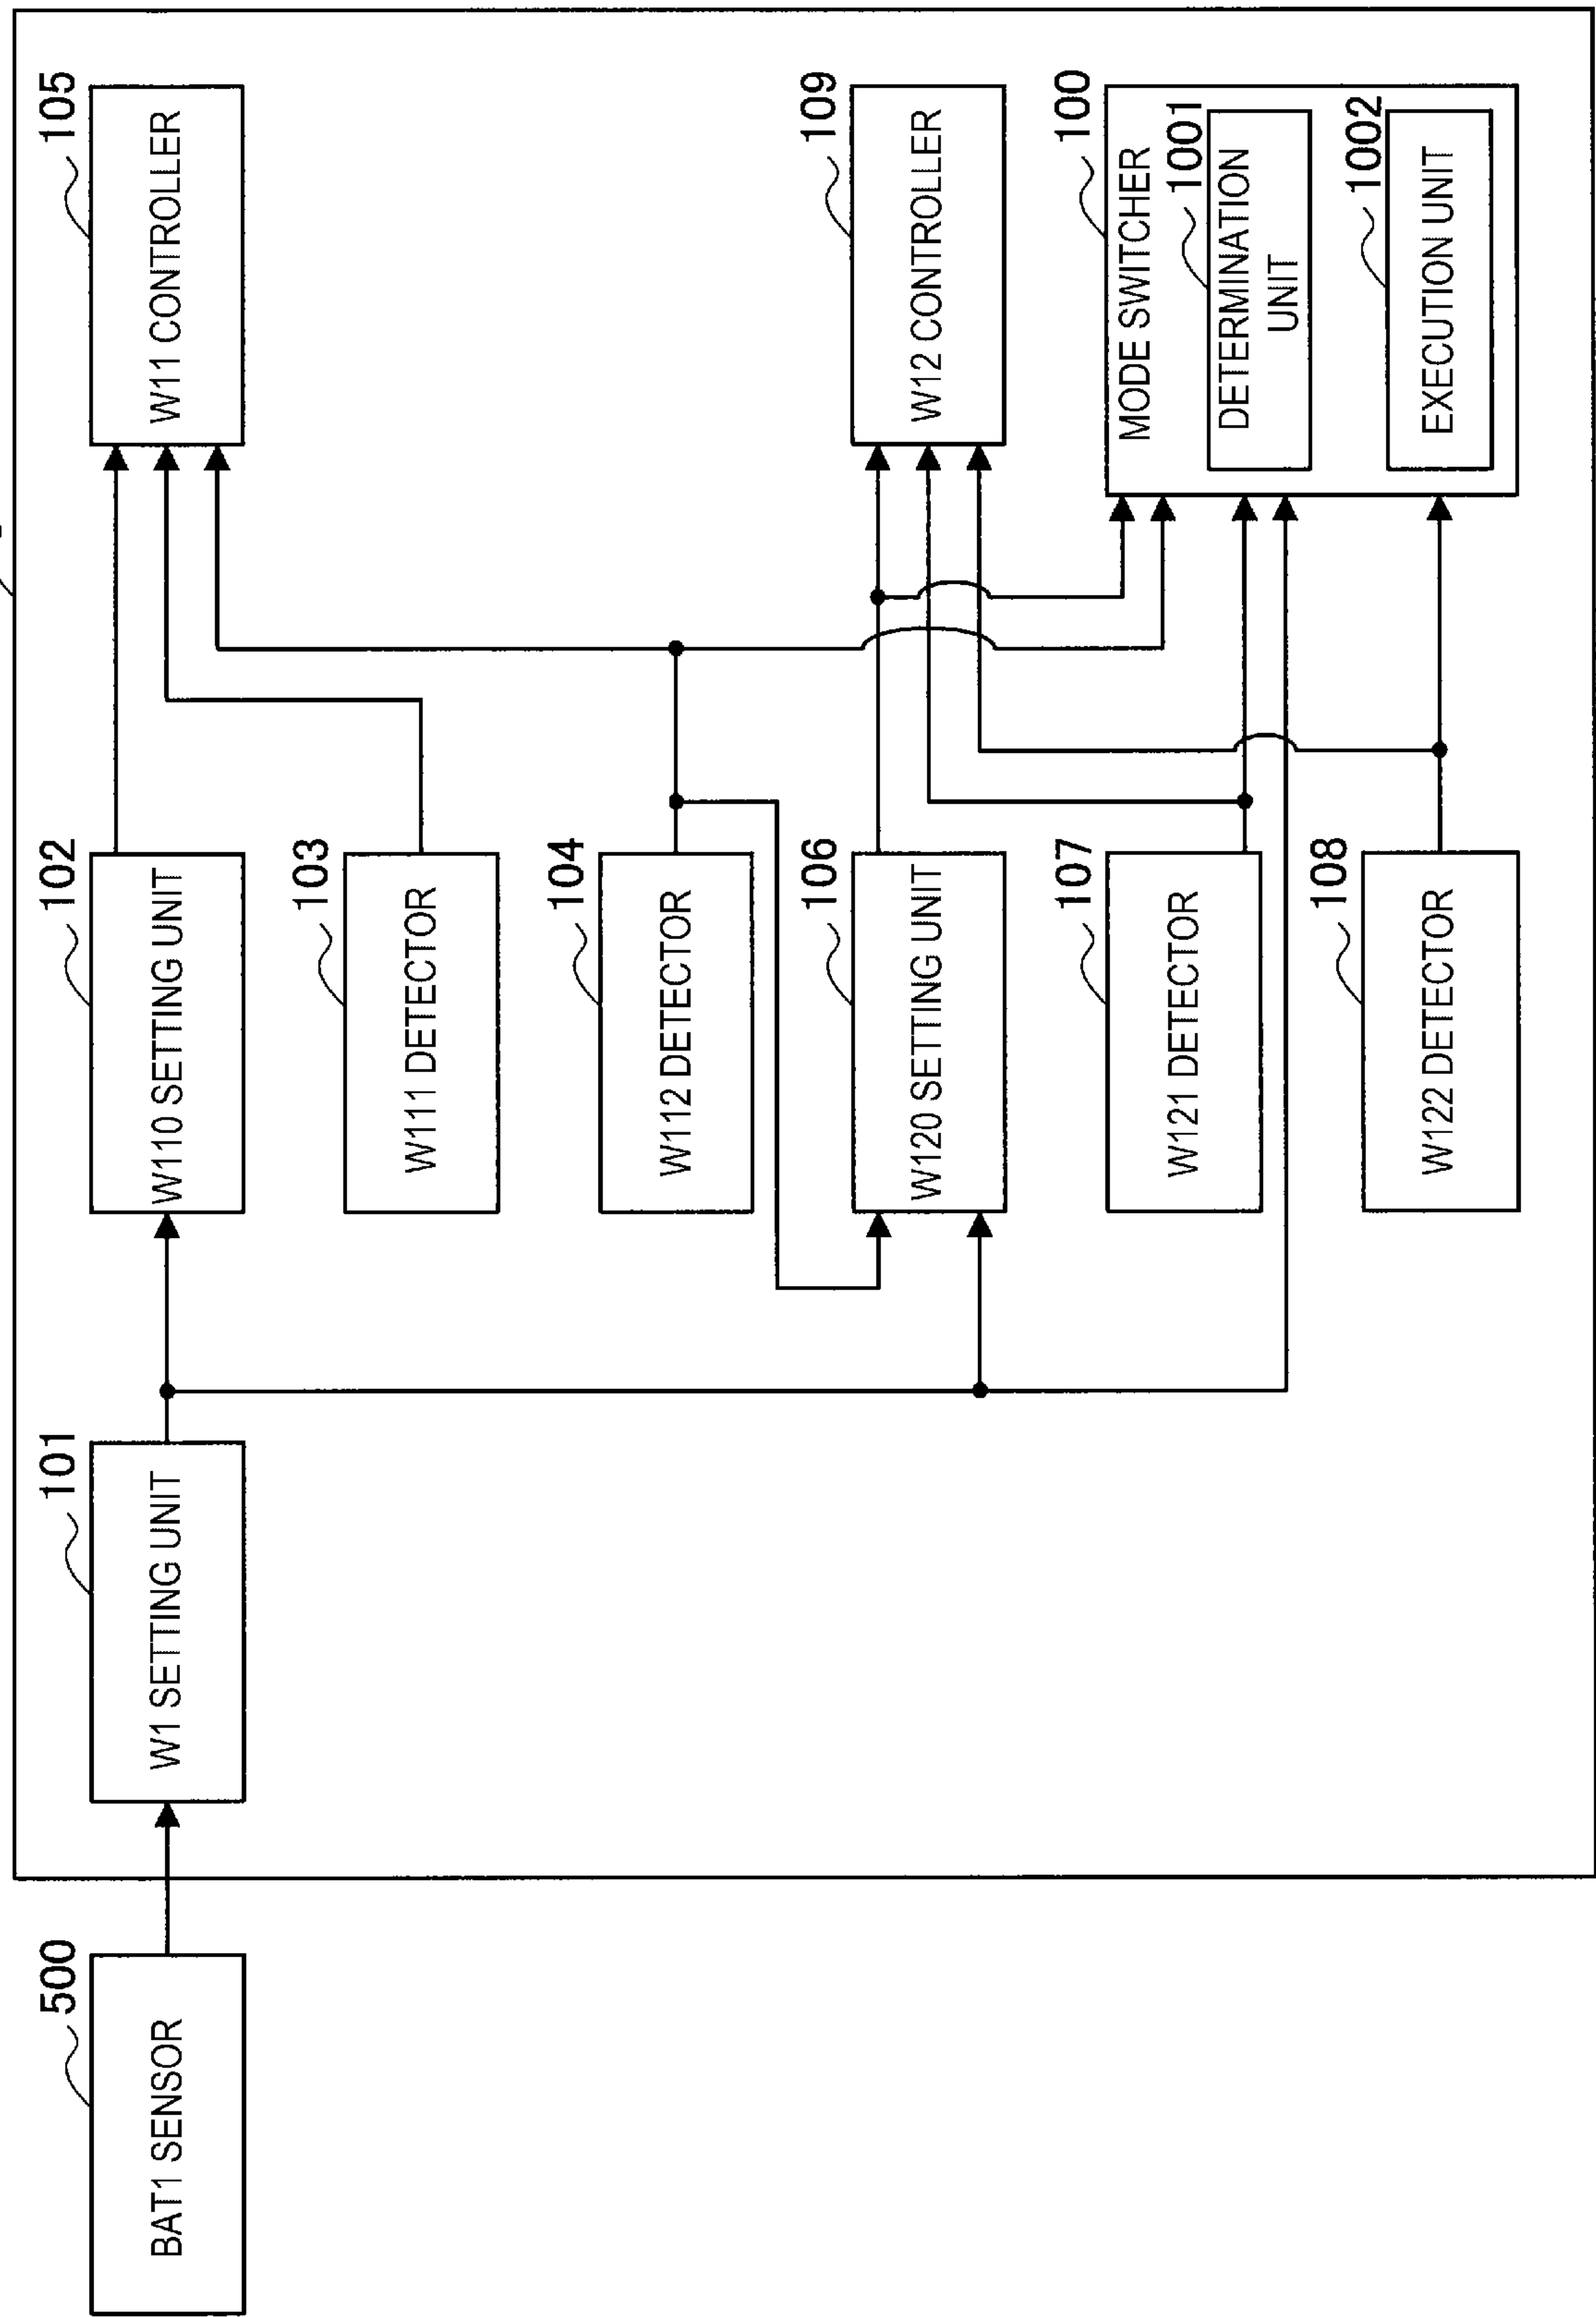 500
BAT1 SENSOR
101
W1 SETTING UNIT
102
W110 SETTING UNIT
103
W111 DETECTOR
104
W112 DETECTOR
106
W120 SETTING UNIT
107
W121 DETECTOR
108
W122 DETECTOR
105
W11 CONTROLLER
109
W12 CONTROLLER
100
MODE SWITCHER
1001
DETERMINATION
UNIT
1002
EXECUTION UNIT